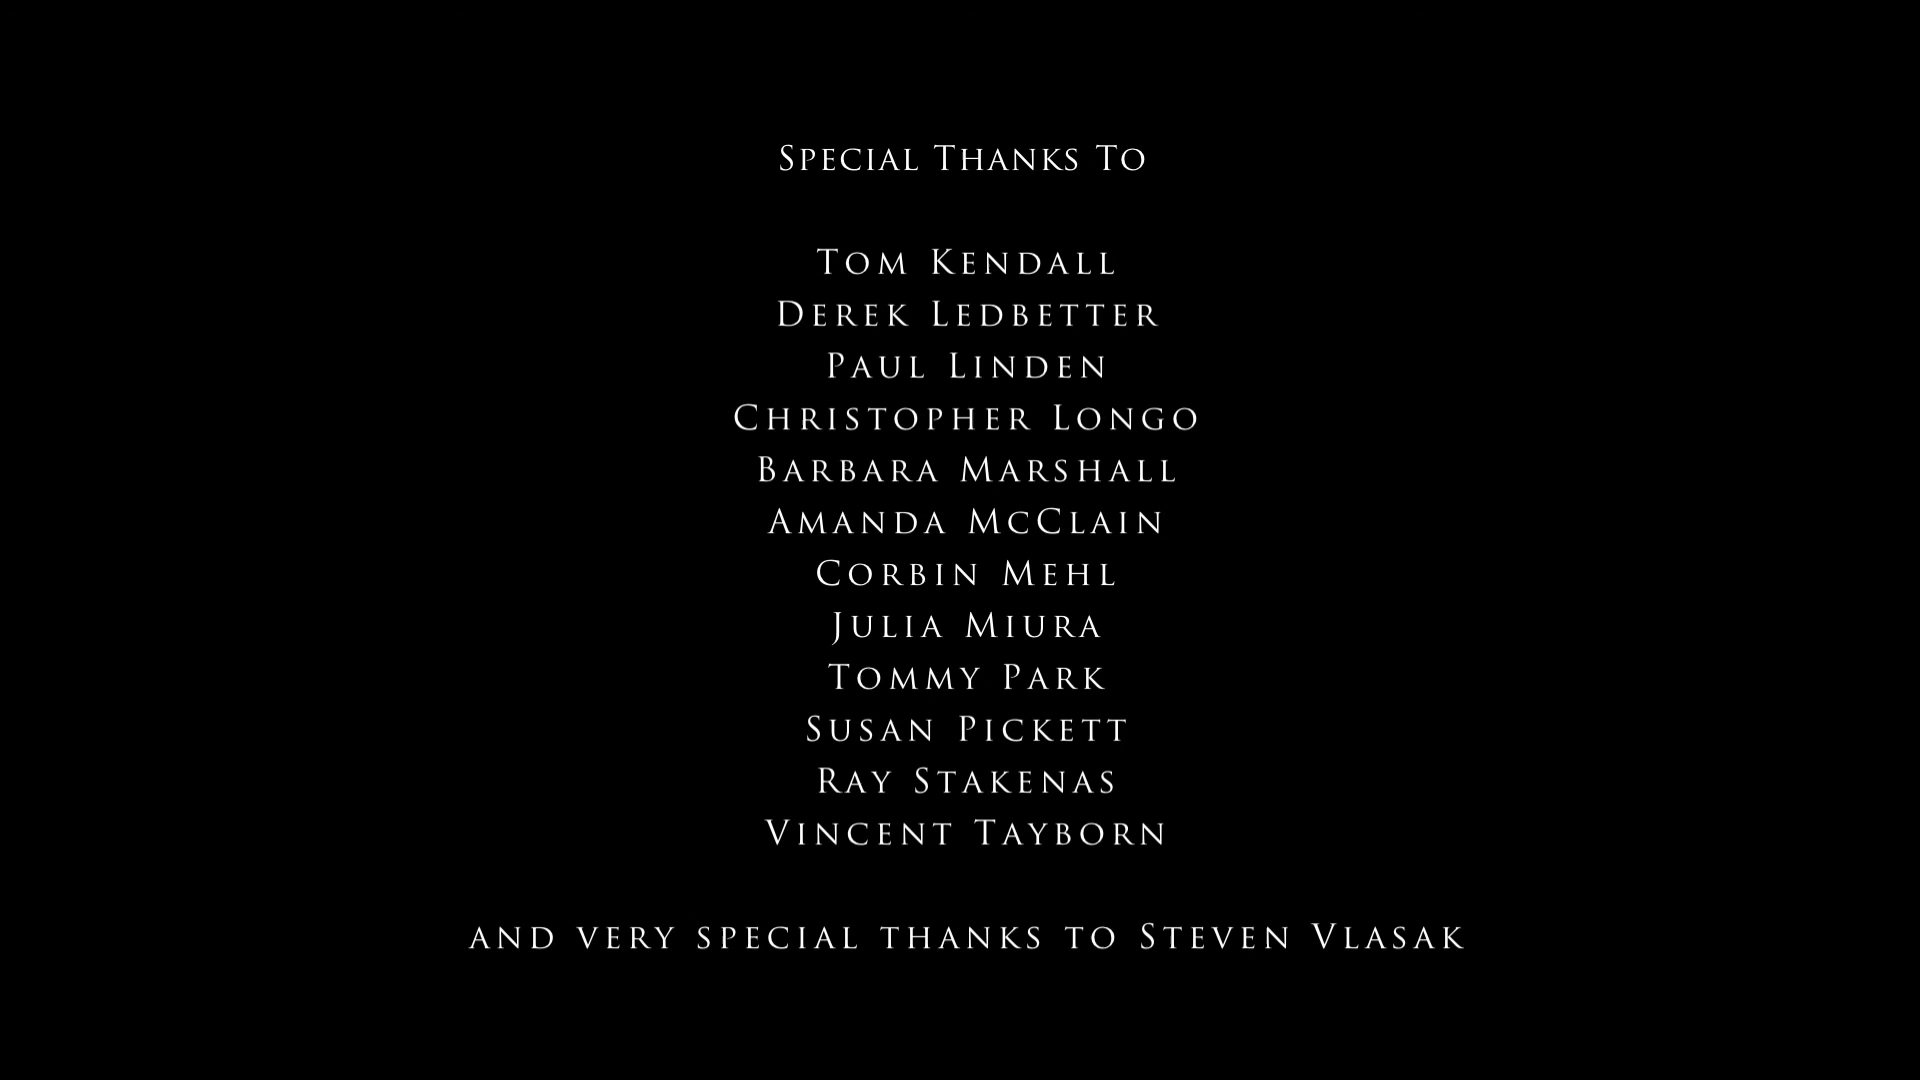 Special Thanks To
Tom Kendall
Derek Ledbetter
Paul Linden
Christopher Longo
Barbara Marshall
Amanda McClain
Corbin Mehl
Julia Miura
Tommy Park
Susan Pickett
Ray Stakenas
Vincent Tayborn
and very special thanks to Steven Vlasak